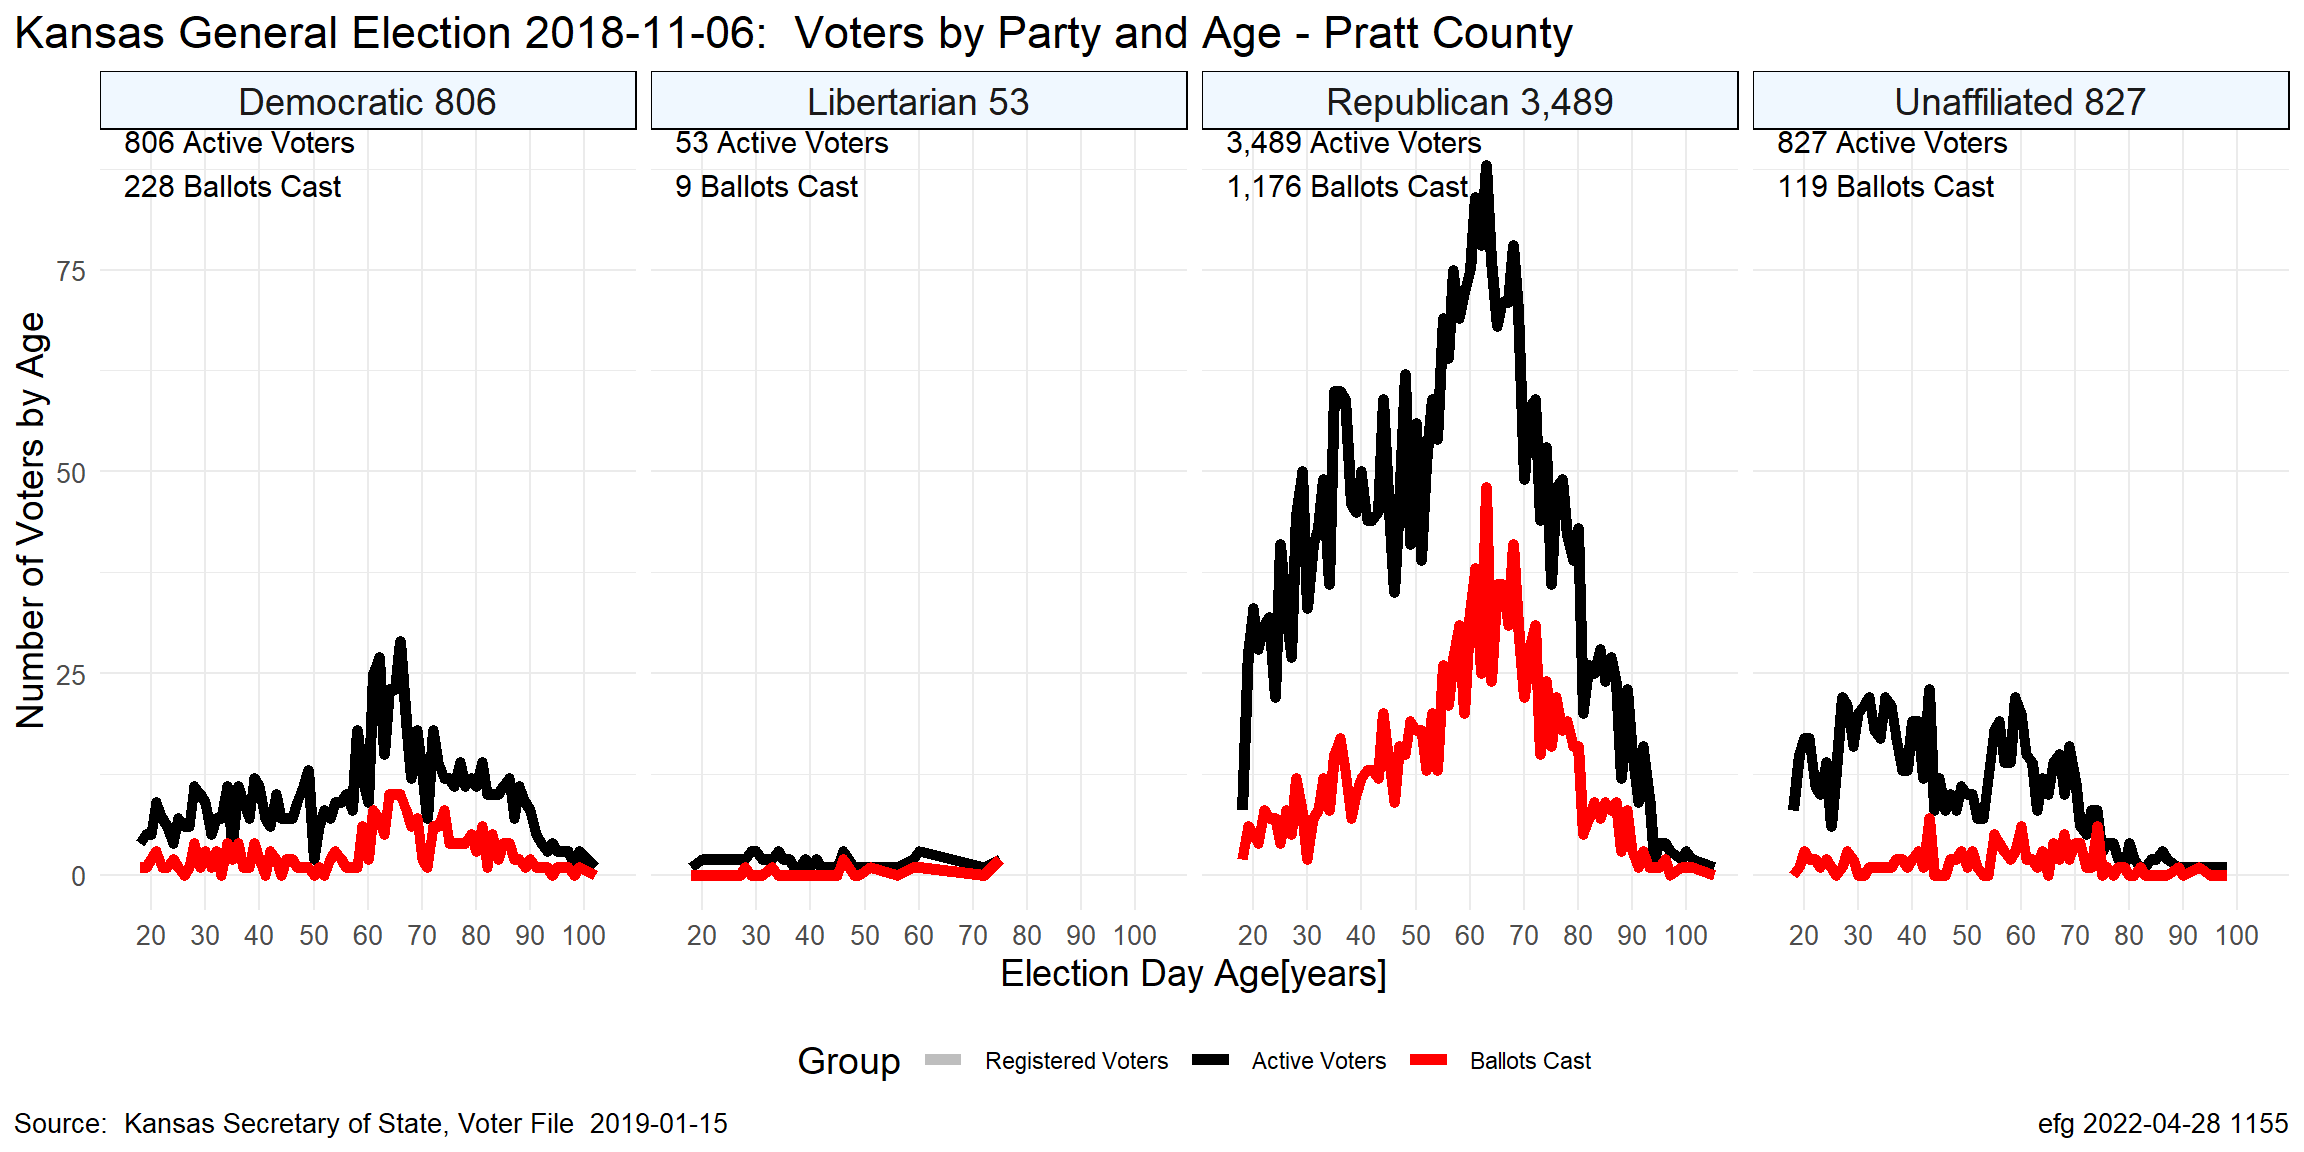 Kansas General Election 2018-11-06:  Voters by Party and Age - Pratt County
Democratic 806
Libertarian 53
Republican 3,489
Unaffiliated 827
806 Active Voters
228 Ballots Cast
53 Active Voters
9 Ballots Cast
3,489 Active Voters
1,176 Ballots Cast
827 Active Voters
119 Ballots Cast
Number of Voters by Age
75
50
25
0
20 30 40 50 60 70 80 90 100
20 30 40 50 60 70 80 90 100
20 30 40 50 60 70 80 90 100
20 30 40 50 60 70 80 90 100
Election Day Age[years]
Group Registered Voters Active Voters Ballots Cast
Source:  Kansas Secretary of State, Voter File  2019-01-15
efg 2022-04-28 1155